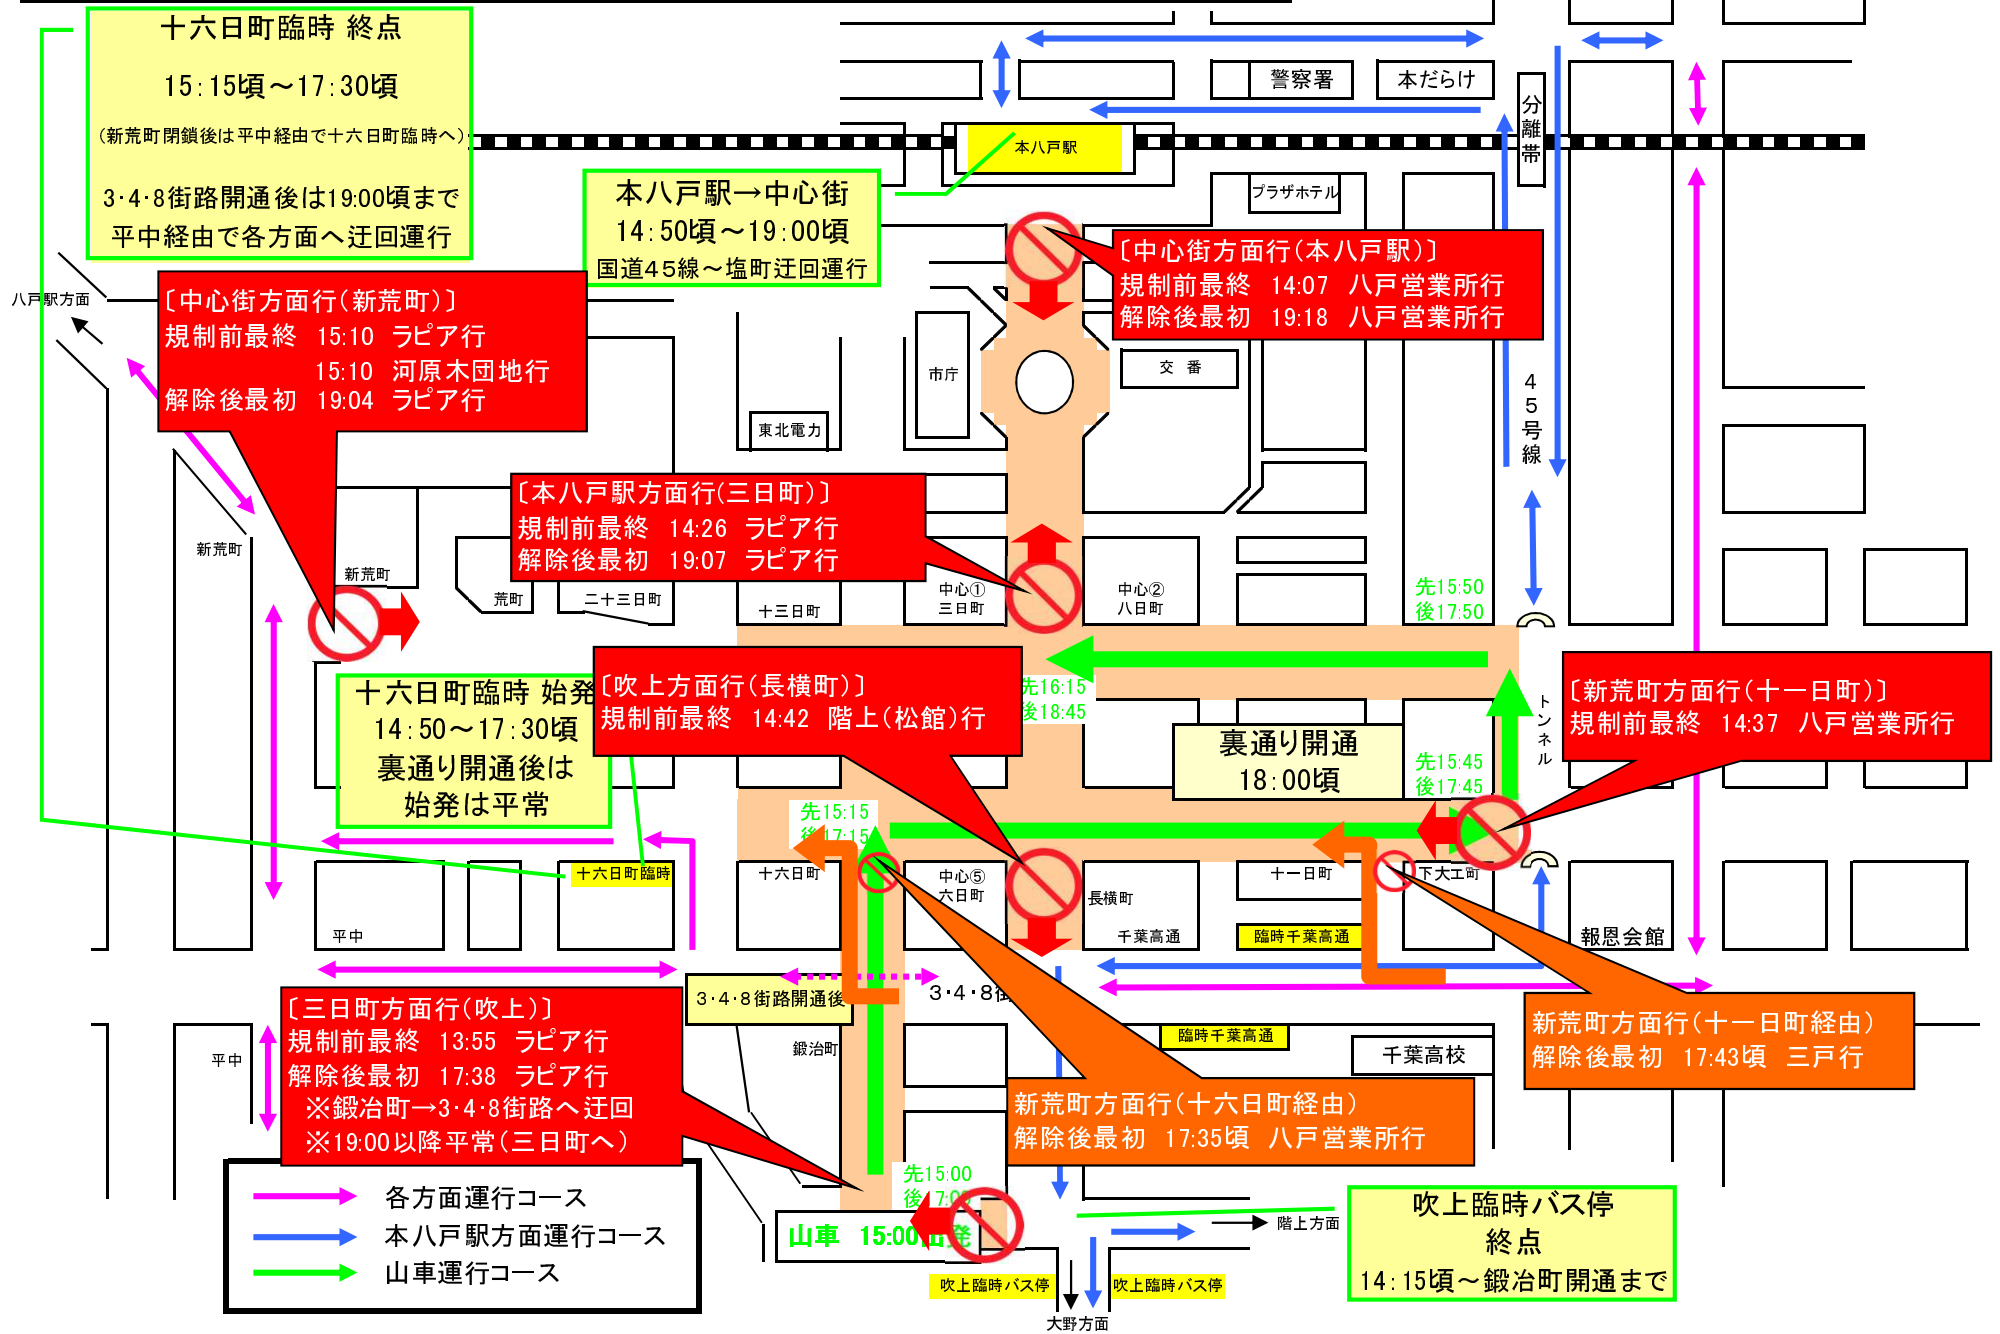 十六日町臨時 終点
15:15頃～17:30頃
(新荒町閉鎖後は平中経由で十六日町臨時へ)
3・4・8街路開通後は19:00頃まで
平中経由で各方面へ迂回運行
本八戸駅→中心街
14:50頃～19:00頃
国道45線～塩町迂回運行
警察署
本だらけ
分離帯
本八戸駅
プラザホテル
〔中心街方面行(本八戸駅)〕
規制前最終 14:07 八戸営業所行
解除後最初 19:18 八戸営業所行
八戸駅方面
〔中心街方面行(新荒町)〕
規制前最終 15:10 ラピア行
15:10 河原木団地行
解除後最初 19:04 ラピア行
市庁
交 番
東北電力
45号線
〔本八戸駅方面行(三日町)〕
規制前最終 14:26 ラピア行
解除後最初 19:07 ラピア行
新荒町
新荒町
荒町
二十三日町
十三日町
中心①
三日町
中心②
八日町
先15:50
後17:50
十六日町臨時 始発
14:50～17:30頃
裏通り開通後は
始発は平常
〔吹上方面行(長横町)〕
規制前最終 14:42 階上(松館)行
先16:15
後18:45
裏通り開通
18:00頃
先15:45
後17:45
トンネル
〔新荒町方面行(十一日町)〕
規制前最終 14:37 八戸営業所行
先15:15
後17:15
十六日町臨時
十六日町
中心⑤
六日町
長横町
十一日町
下大工町
平中
千葉高通
臨時千葉高通
報恩会館
3・4・8街路開通後
3・4・8街
〔三日町方面行(吹上)〕
規制前最終 13:55 ラピア行
解除後最初 17:38 ラピア行
※鍛冶町→3・4・8街路へ迂回
※19:00以降平常(三日町へ)
平中
鍛治町
臨時千葉高通
千葉高校
新荒町方面行(十一日町経由)
解除後最初 17:43頃 三戸行
新荒町方面行(十六日町経由)
解除後最初 17:35頃 八戸営業所行
先15:00
後17:00
山車 15:00出発
各方面運行コース
本八戸駅方面運行コース
山車運行コース
階上方面
吹上臨時バス停
終点
14:15頃～鍛冶町開通まで
吹上臨時バス停
吹上臨時バス停
大野方面